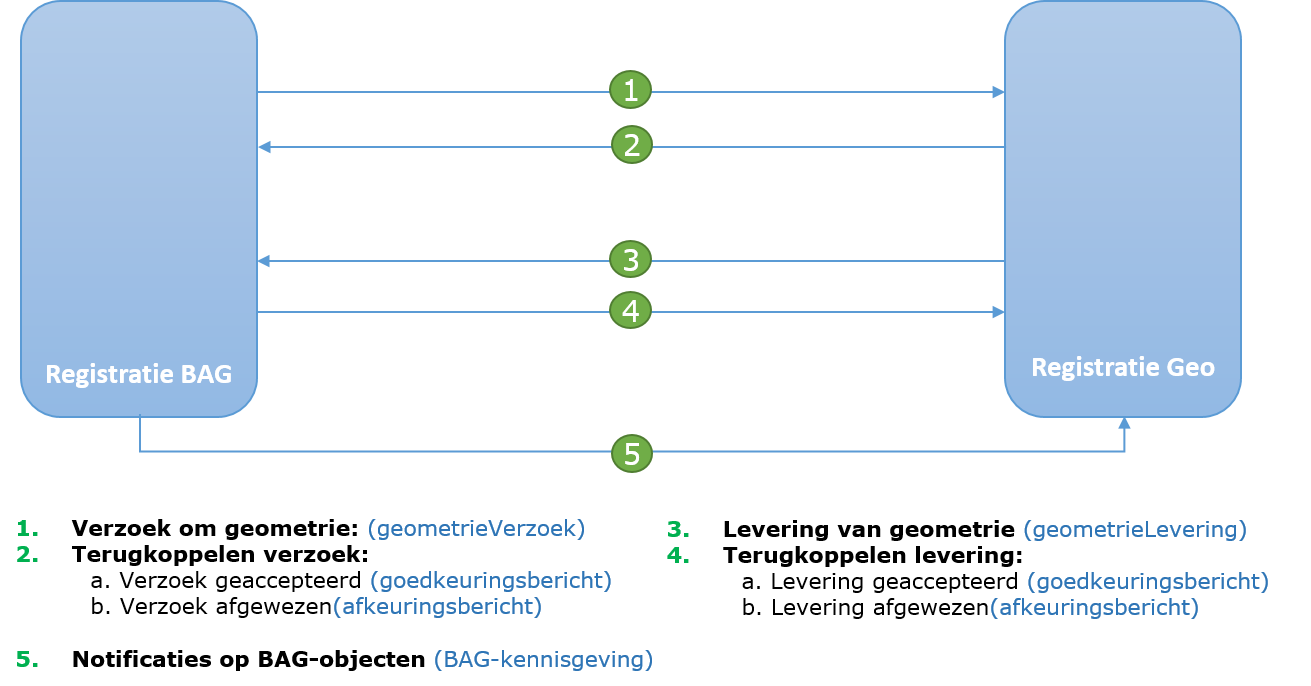 1
2
3
4
Registratie BAG
Registratie Geo
5
1. Verzoek om geometrie: (geometrieVerzoek)
2. Terugkoppelen verzoek:
a. Verzoek geaccepteerd (goedkeuringsbericht)
b. Verzoek afgewezen(afkeuringsbericht)
3. Levering van geometrie (geometrieLevering)
4. Terugkoppelen levering:
a. Levering geaccepteerd (goedkeuringsbericht)
b. Levering afgewezen(afkeuringsbericht)
5. Notificaties op BAG-objecten (BAG-kennisgeving)